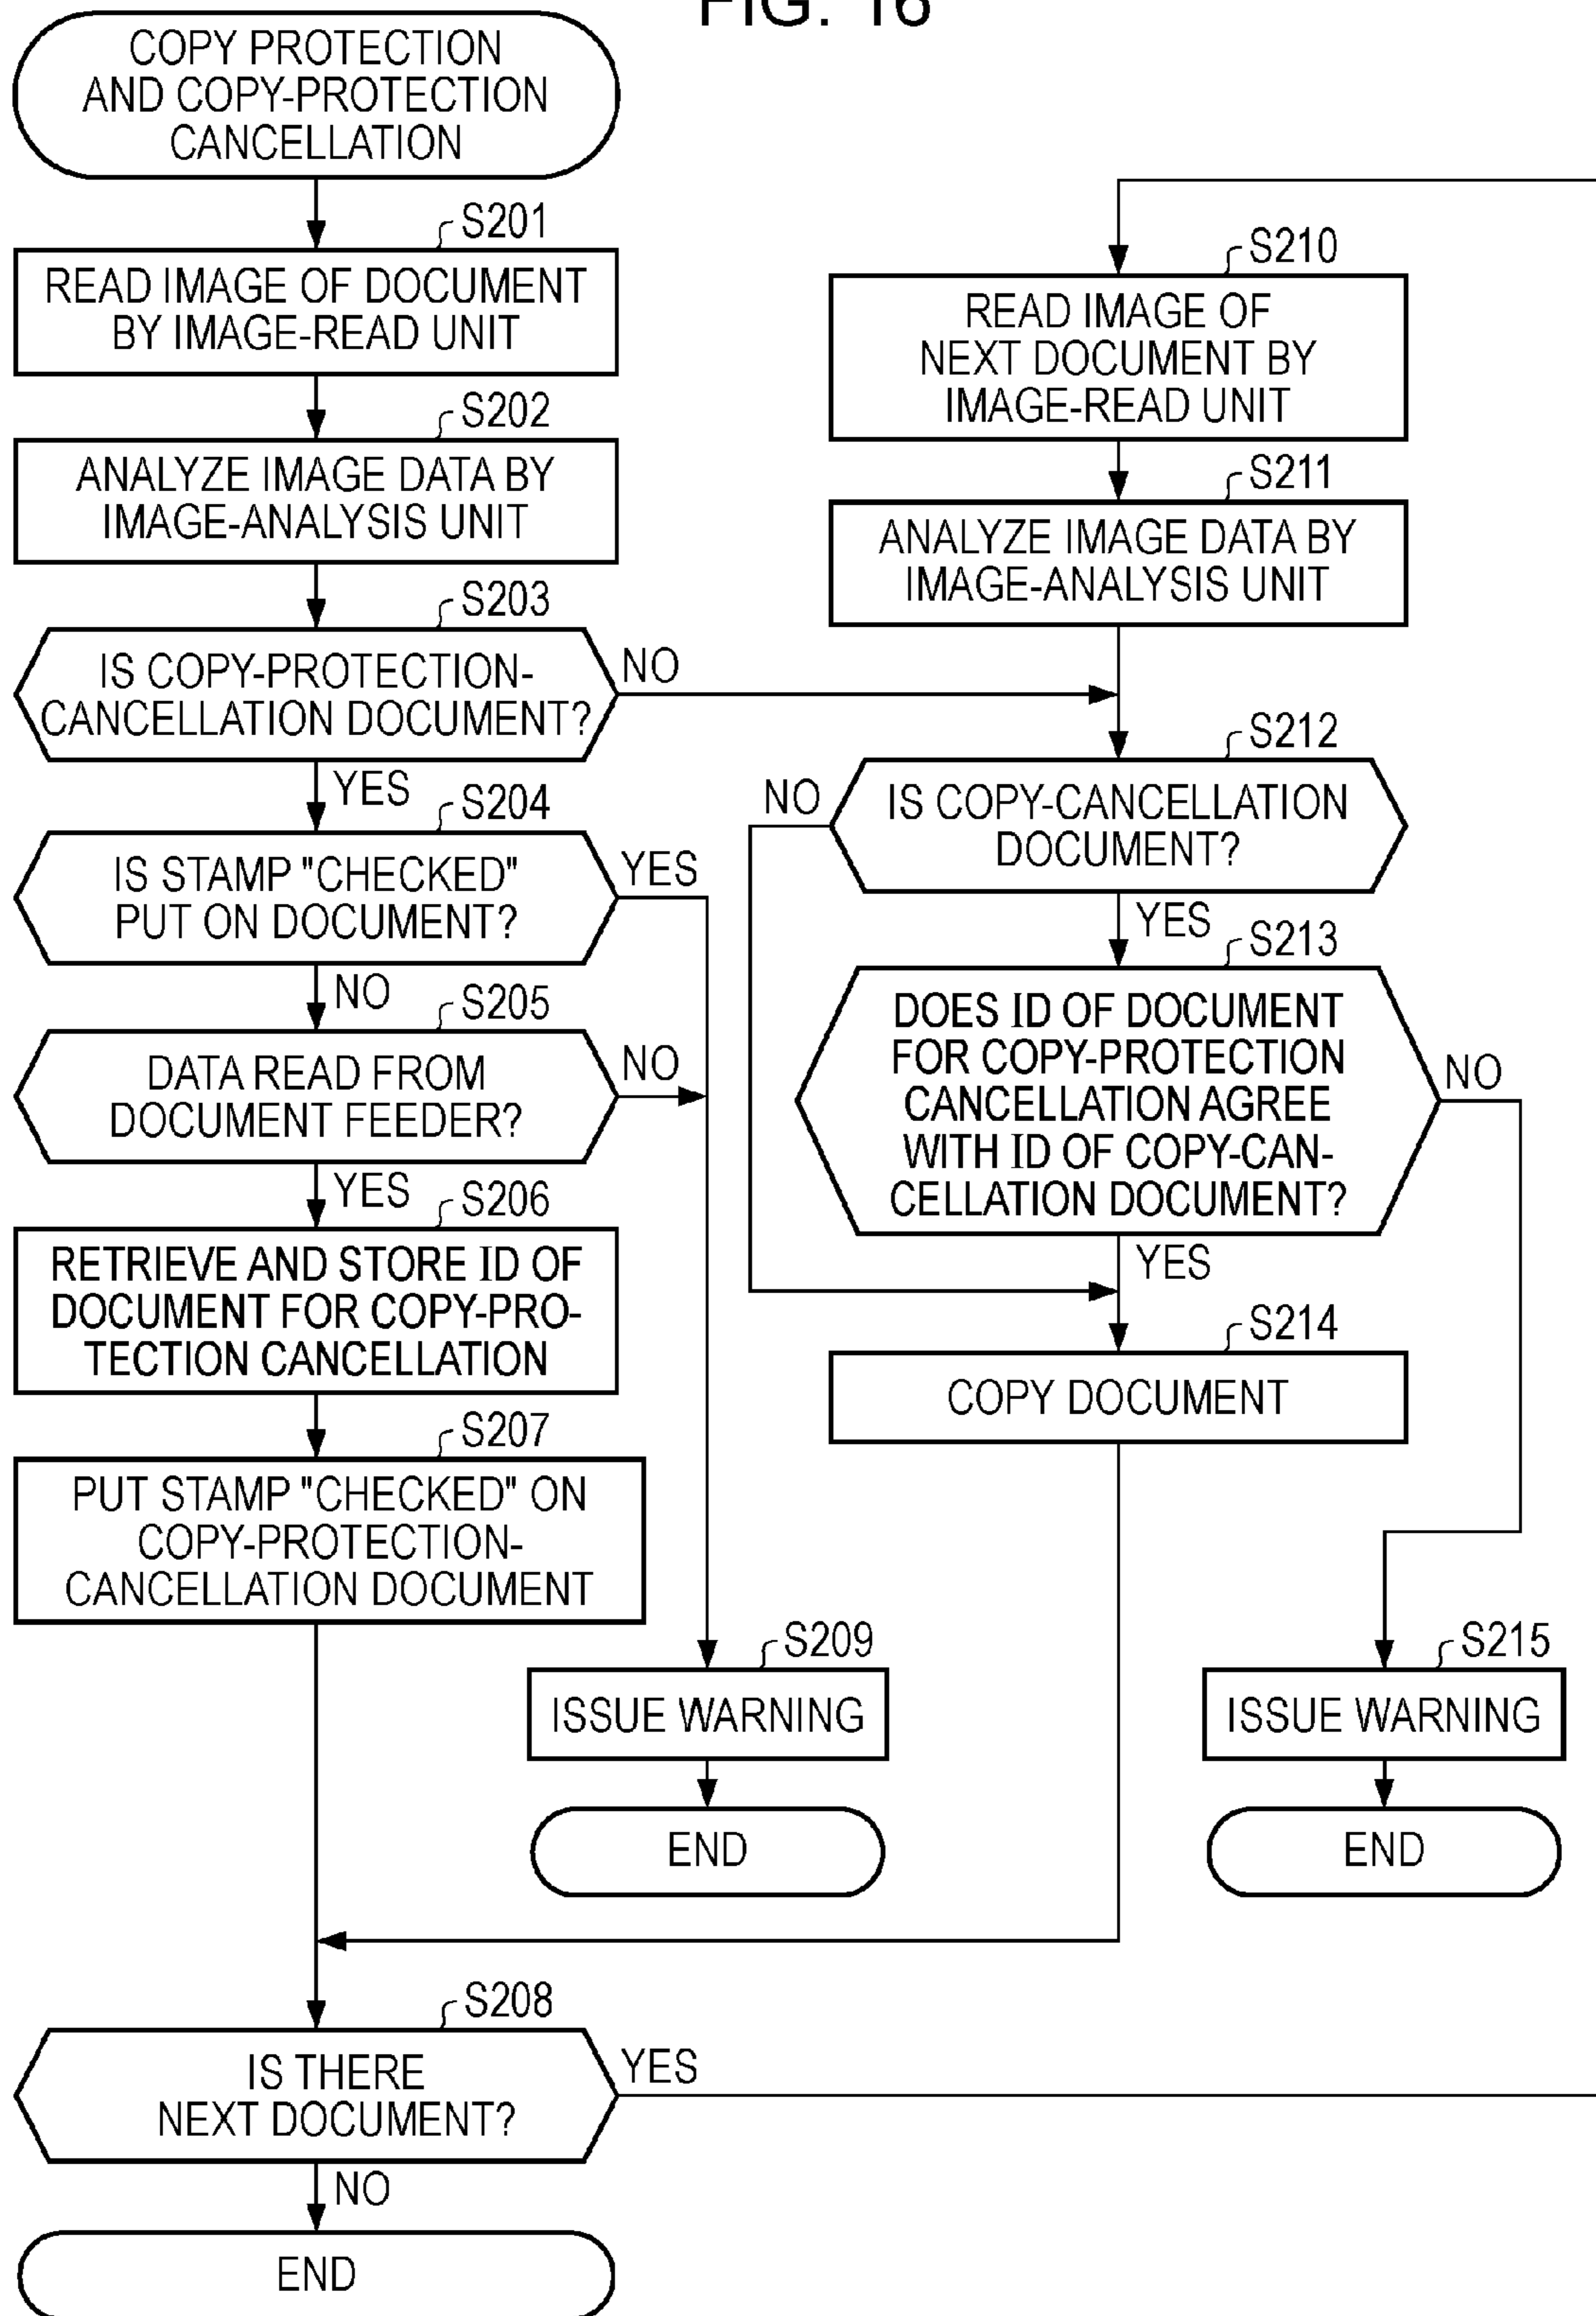 FIG. 16
COPY PROTECTION
AND COPY-PROTECTION
CANCELLATION
S201
READ IMAGE OF DOCUMENT
BY IMAGE-READ UNIT
S202
ANALYZE IMAGE DATA BY
IMAGE-ANALYSIS UNIT
S203
IS COPY-PROTECTION-
CANCELLATION DOCUMENT?
NO
YES
S204
IS STAMP "CHECKED"
PUT ON DOCUMENT?
YES
NO
S205
DATA READ FROM
DOCUMENT FEEDER?
NO
YES
S206
RETRIEVE AND STORE ID OF
DOCUMENT FOR COPY-PRO-
TECTION CANCELLATION
S207
PUT STAMP "CHECKED" ON
COPY-PROTECTION-
CANCELLATION DOCUMENT
S209
ISSUE WARNING
END
S208
IS THERE
NEXT DOCUMENT?
YES
NO
END
S210
READ IMAGE OF
NEXT DOCUMENT BY
IMAGE-READ UNIT
S211
ANALYZE IMAGE DATA BY
IMAGE-ANALYSIS UNIT
S212
IS COPY-CANCELLATION
DOCUMENT?
NO
YES
S213
DOES ID OF DOCUMENT
FOR COPY-PROTECTION
CANCELLATION AGREE
WITH ID OF COPY-CAN-
CELLATION DOCUMENT?
NO
YES
S214
COPY DOCUMENT
S215
ISSUE WARNING
END